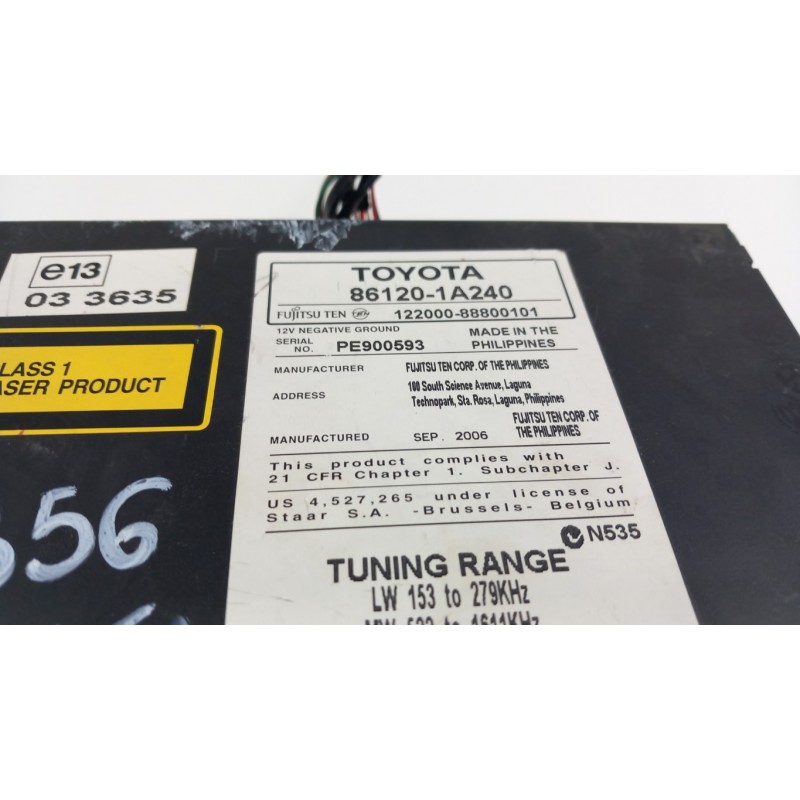 e13
03 3635
LASS 1
ASER PRODUCT
56
TOYOTA
86120-1A240
FUJITSU TEN 122000-88800101
12V NEGATIVE GROUND
SERIAL NO. PE900593
MADE IN THE PHILIPPINES
MANUFACTURER FUJITSU TEN CORP. OF THE PHILIPPINES
ADDRESS 100 South Science Avenue, Laguna
Technopark, Sta. Rosa, Laguna, Philippines
MANUFACTURED SEP. 2006 FUJITSU TEN CORP. OF
THE PHILIPPINES
This product complies with
21 CFR Chapter 1. Subchapter J.
US 4,527,265 under license of
Staar S.A. -Brussels- Belgium
N535
TUNING RANGE
LW 153 to 279KHz
to 1611KHz